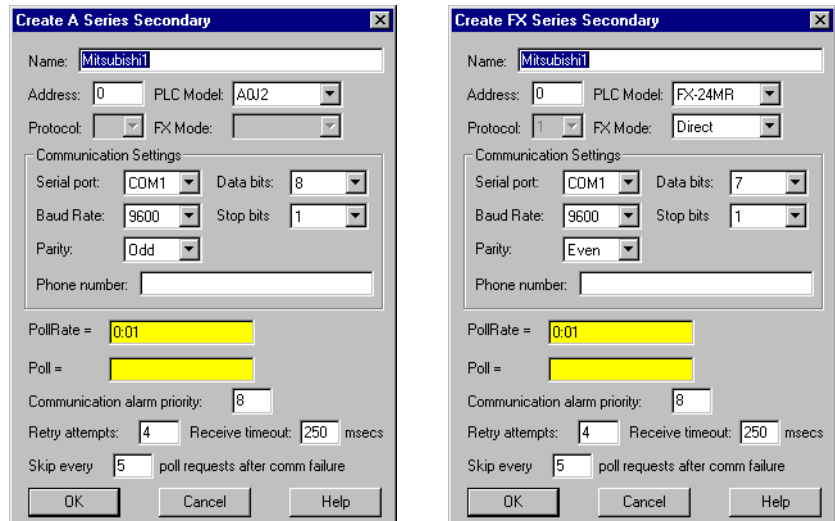 Create A Series Secondary
Name: Mitsubishi1
Address: 0 PLC Model: A0J2
Protocol: FX Mode:
Communication Settings
Serial port: COM1 Data bits: 8
Baud Rate: 9600 Stop bits 1
Parity: Odd
Phone number:
PollRate = 0:01
Poll =
Communication alarm priority: 8
Retry attempts: 4 Receive timeout: 250 msecs
Skip every 5 poll requests after comm failure
OK Cancel Help
Create FX Series Secondary
Name: Mitsubishi1
Address: 0 PLC Model: FX-24MR
Protocol: 1 FX Mode: Direct
Communication Settings
Serial port: COM1 Data bits: 7
Baud Rate: 9600 Stop bits 1
Parity: Even
Phone number:
PollRate = 0:01
Poll =
Communication alarm priority: 8
Retry attempts: 4 Receive timeout: 250 msecs
Skip every 5 poll requests after comm failure
OK Cancel Help